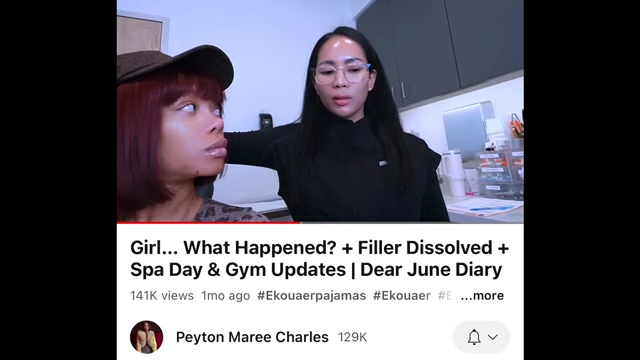 Girl... What Happened? + Filler Dissolved +
Spa Day & Gym Updates | Dear June Diary
141K views 1mo ago #Ekouaerpajamas #Ekouaer #E ...more
Peyton Maree Charles 129K